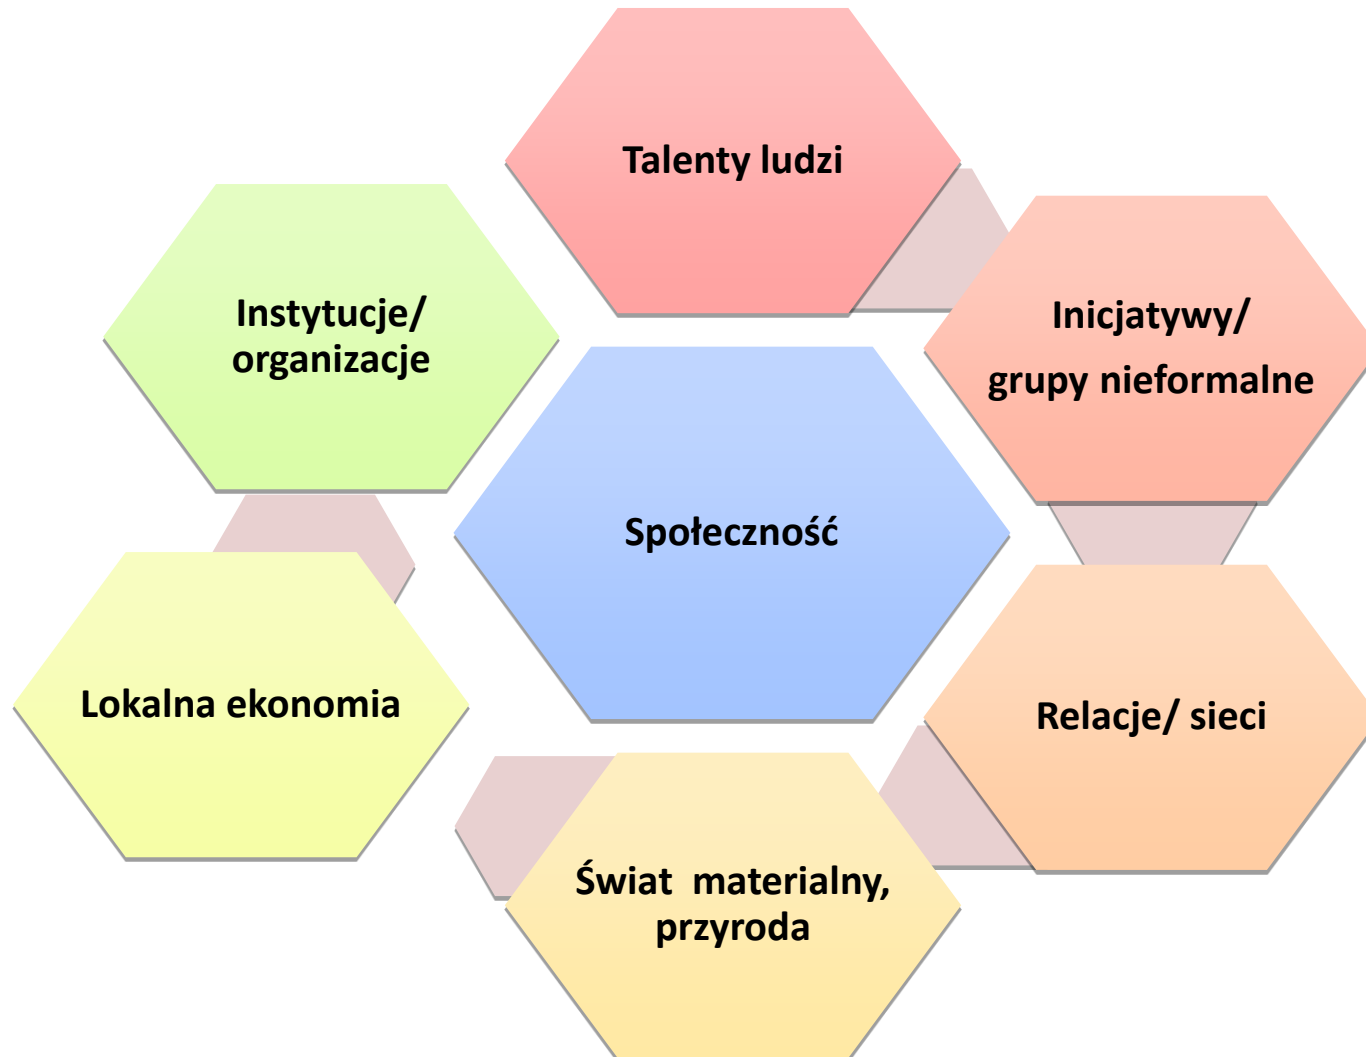 Talenty ludzi
Inicjatywy/
grupy nieformalne
Relacje/ sieci
Świat  materialny,
przyroda
Lokalna ekonomia
Instytucje/
organizacje
Społeczność